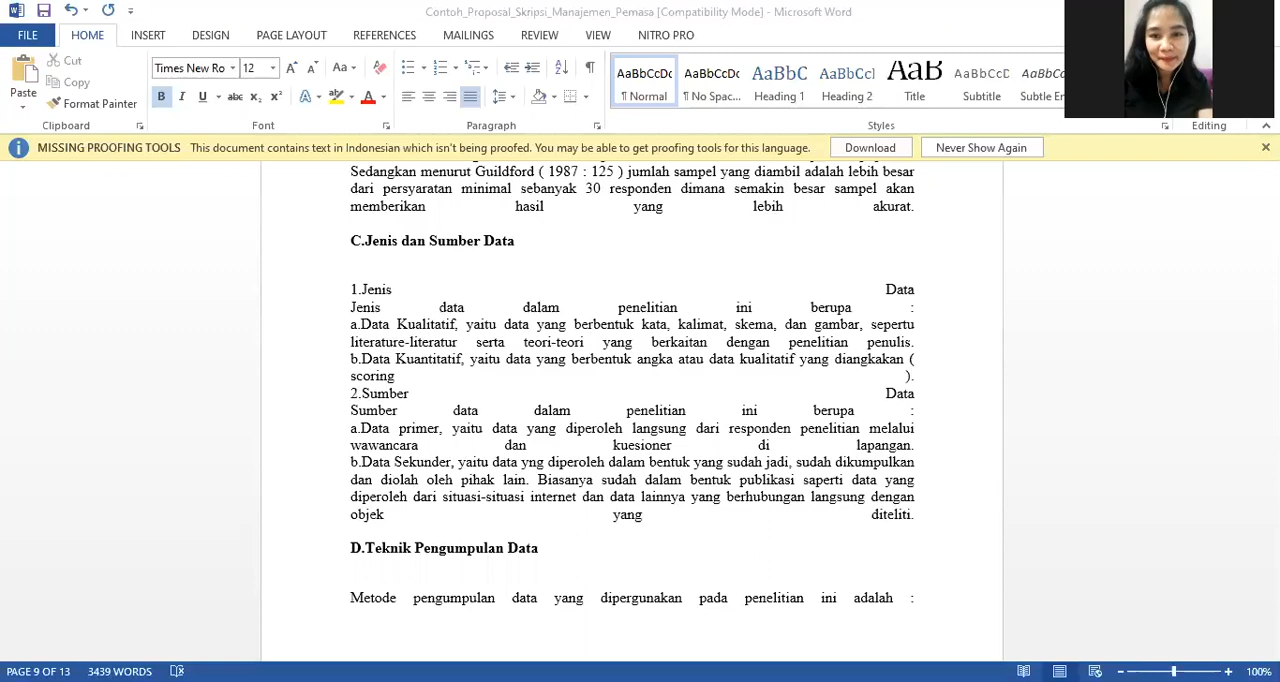 Contoh_Proposal_Skripsi_Manajemen_Pemasa [Compatibility Mode] - Microsoft Word
FILE HOME INSERT DESIGN PAGE LAYOUT REFERENCES MAILINGS REVIEW VIEW NITRO PRO
Paste
Cut
Copy
Format Painter
Clipboard
Times New Ro 12
Font
Paragraph
AaBbCcDc AaBbCcDc AaBbC AaBbCcl AaB AaBbCcD
¶ Normal ¶ No Spac... Heading 1 Heading 2 Title Subtitle Subtle Em
Styles
Editing
MISSING PROOFING TOOLS This document contains text in Indonesian which isn't being proofed. You may be able to get proofing tools for this language. Download Never Show Again
Sedangkan menurut Guildford ( 1987 : 125 ) jumlah sampel yang diambil adalah lebih besar
dari persyaratan minimal sebanyak 30 responden dimana semakin besar sampel akan
memberikan hasil yang lebih akurat.
C.Jenis dan Sumber Data
1.Jenis Data
Jenis data dalam penelitian ini berupa :
a.Data Kualitatif, yaitu data yang berbentuk kata, kalimat, skema, dan gambar, sepertu
literature-literatur serta teori-teori yang berkaitan dengan penelitian penulis.
b.Data Kuantitatif, yaitu data yang berbentuk angka atau data kualitatif yang diangkakan (
scoring ).
2.Sumber Data
Sumber data dalam penelitian ini berupa :
a.Data primer, yaitu data yang diperoleh langsung dari responden penelitian melalui
wawancara dan kuesioner di lapangan.
b.Data Sekunder, yaitu data yng diperoleh dalam bentuk yang sudah jadi, sudah dikumpulkan
dan diolah oleh pihak lain. Biasanya sudah dalam bentuk publikasi saperti data yang
diperoleh dari situasi-situasi internet dan data lainnya yang berhubungan langsung dengan
objek yang diteliti.
D.Teknik Pengumpulan Data
Metode pengumpulan data yang dipergunakan pada penelitian ini adalah :
PAGE 9 OF 13 3439 WORDS 100%